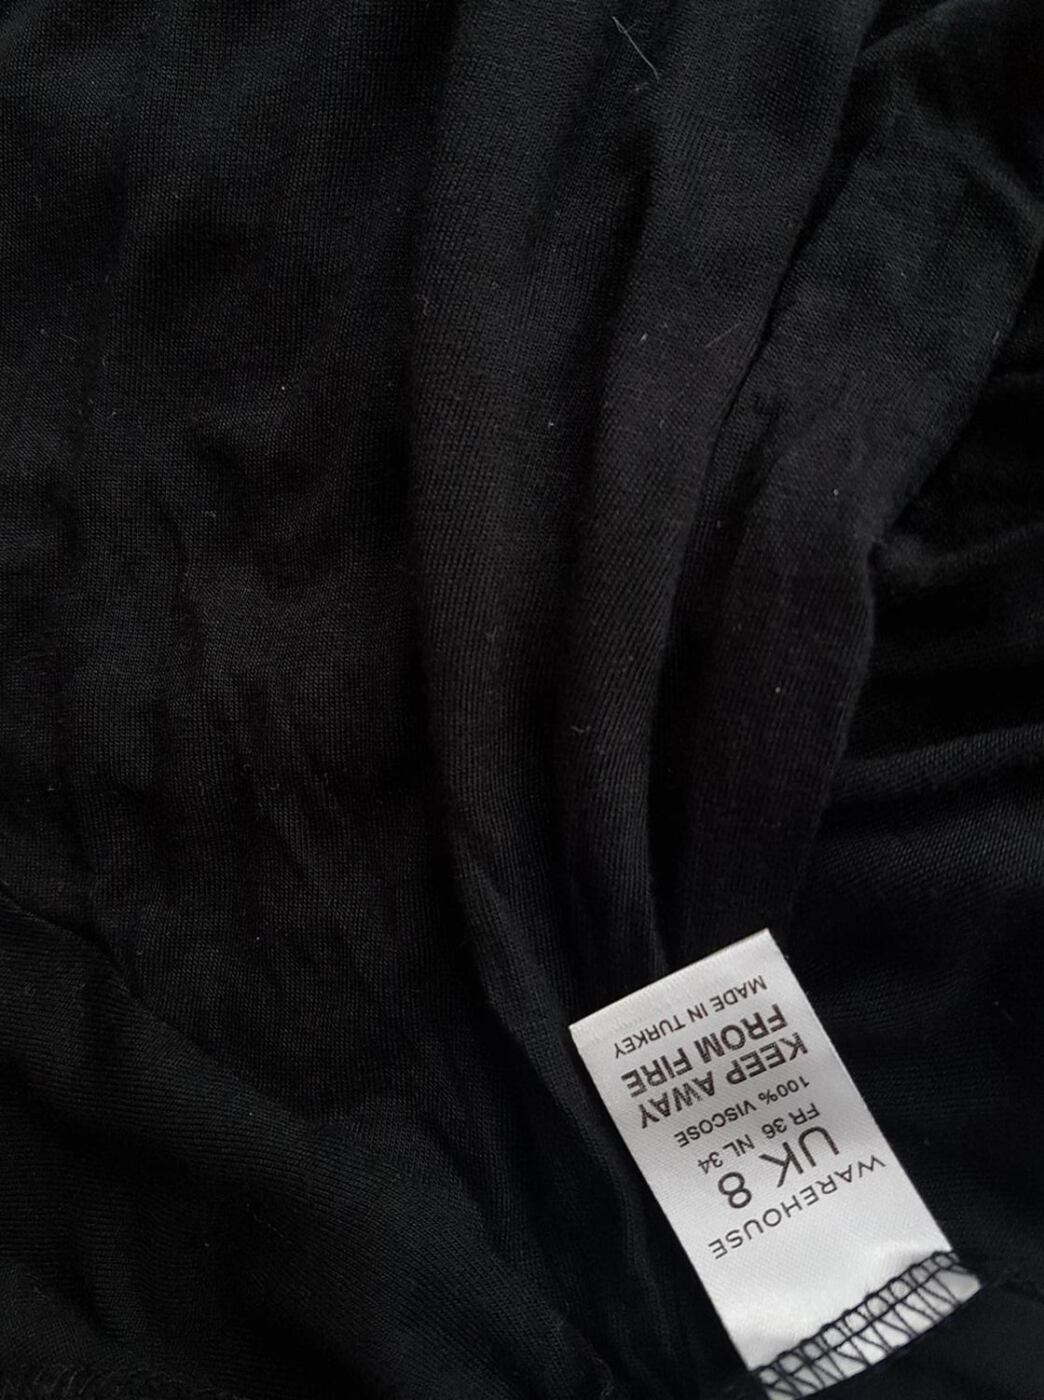 WAREHOUSE
UK 8
FR 36 NL 34
100% VISCOSE
KEEP AWAY
FROM FIRE
MADE IN TURKEY